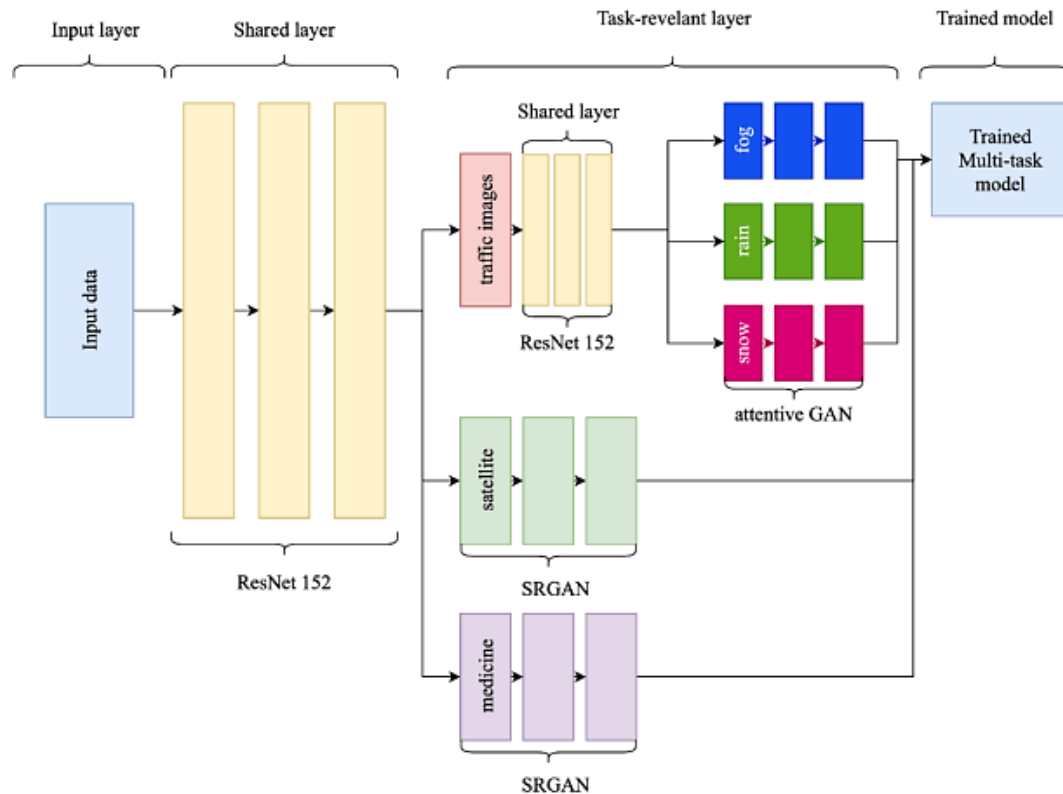 Input layer
Shared layer
Task-revelant layer
Trained model
Input data
ResNet 152
traffic images
Shared layer
ResNet 152
fog
rain
snow
attentive GAN
satellite
SRGAN
medicine
SRGAN
Trained
Multi-task
model